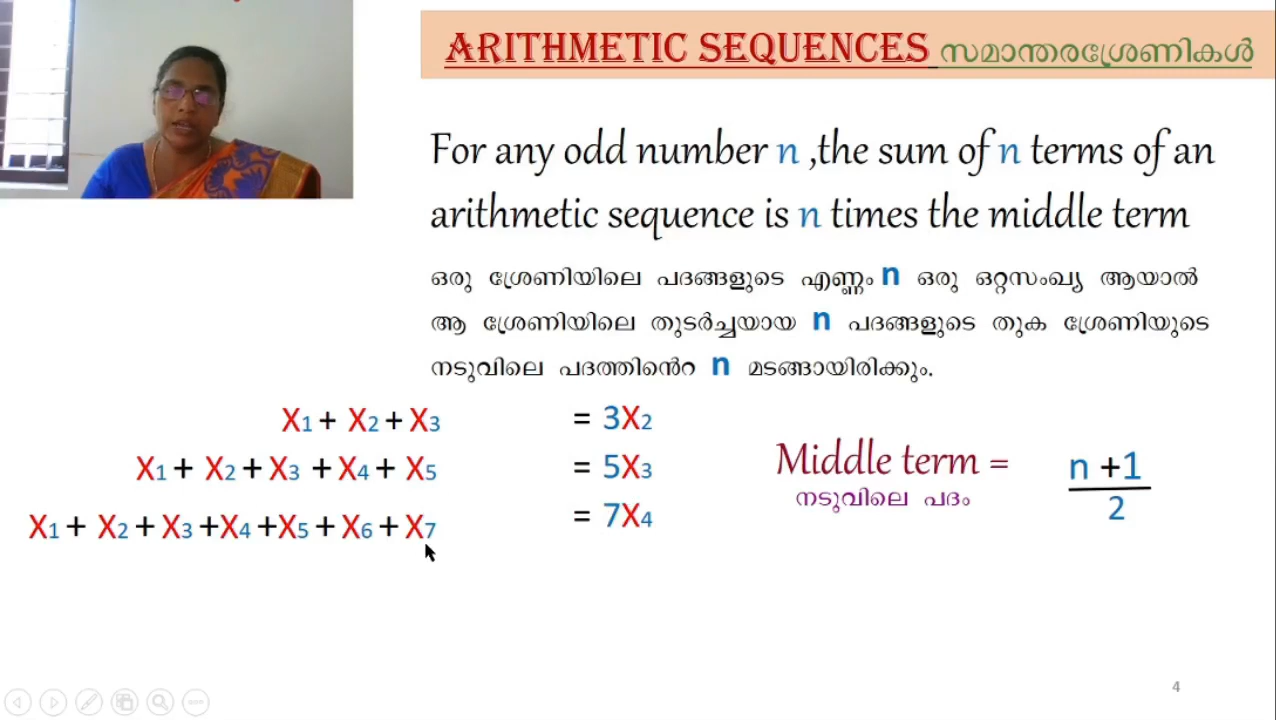 ARITHMETIC SEQUENCES സമാന്തരശ്രേണികൾ
For any odd number n ,the sum of n terms of an
arithmetic sequence is n times the middle term
ഒരു ശ്രേണിയിലെ പദങ്ങളുടെ എണ്ണം n ഒരു ഒറ്റസംഖ്യ ആയാൽ
ആ ശ്രേണിയിലെ തുടർച്ചയായ n പദങ്ങളുടെ തുക ശ്രേണിയുടെ
നടുവിലെ പദത്തിൻെറ n മടങ്ങായിരിക്കും.
X1 + X2 + X3 = 3X2
X1 + X2 + X3 + X4 + X5 = 5X3
X1 + X2 + X3 +X4 +X5 + X6 + X7 = 7X4
Middle term =
നടുവിലെ പദം
n +1
2
4